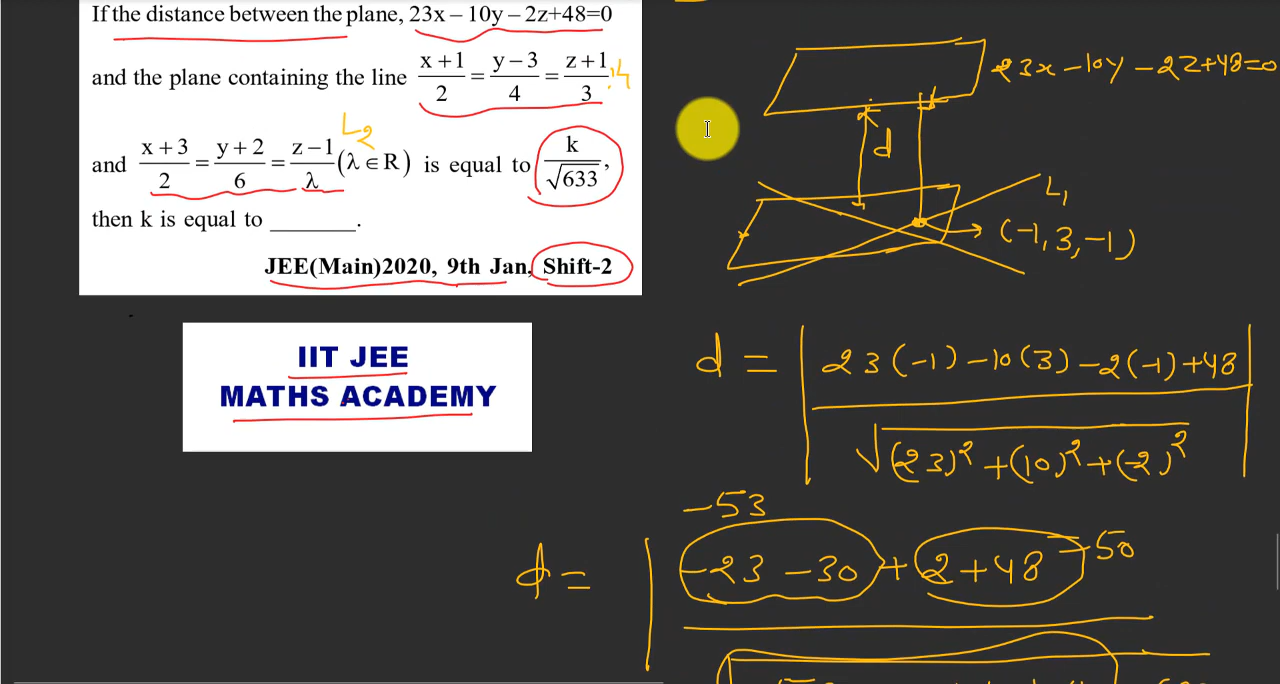 If the distance between the plane, 23x – 10y – 2z+48=0
and the plane containing the line (x+1)/2 = (y–3)/4 = (z+1)/3 L1
L2
and (x+3)/2 = (y+2)/6 = (z–1)/λ (λ∈R) is equal to k/√633,
then k is equal to ________.
JEE(Main)2020, 9th Jan, Shift-2
IIT JEE
MATHS ACADEMY
23x – 10y – 2z+48=0
d
L1
(-1, 3, -1)
d = | 23(-1) – 10(3) – 2(-1) + 48 / √(23)² + (10)² + (-2)² |
-53
d = | -23 – 30 + 2 + 48 = 50